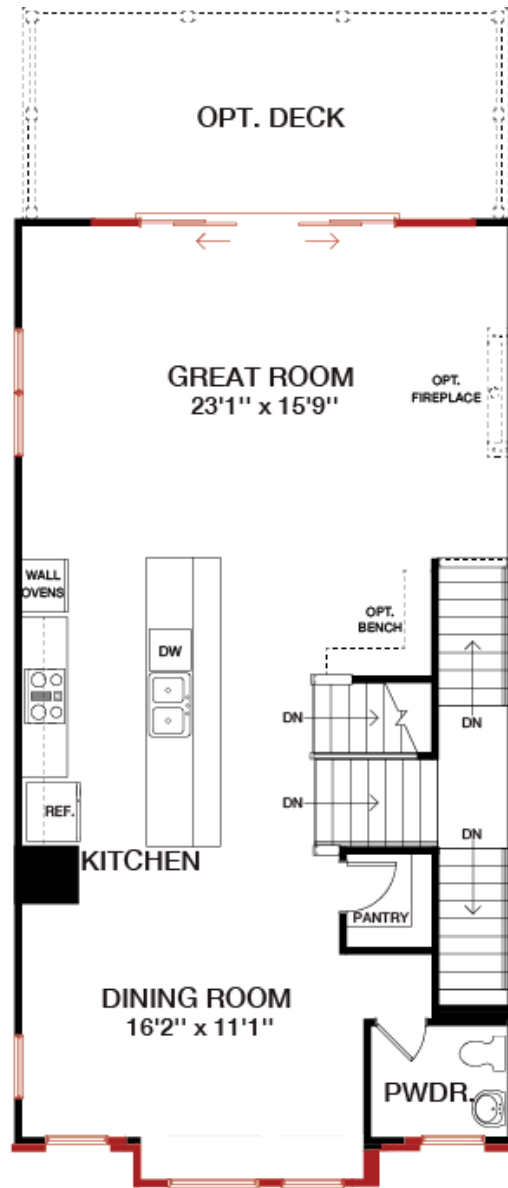 OPT. DECK
GREAT ROOM
23'1'' x 15'9''
OPT.
FIREPLACE
WALL
OVENS
OPT.
BENCH
DW
DN
DN
DN
DN
REF.
KITCHEN
PANTRY
DINING ROOM
16'2'' x 11'1''
PWDR.